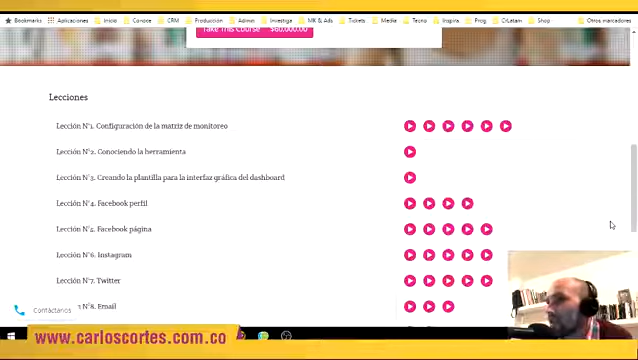 Bookmarks Aplicaciones Inicio Conoce CRM Produccion Admin Investiga MK & Ads Tickets Media Tecno Inspira Prog CrLatam Shop Otros marcadores
Take This Course $60,000.00
Lecciones
Lección N°1. Configuración de la matriz de monitoreo
Lección N°2. Conociendo la herramienta
Lección N°3. Creando la plantilla para la interfaz gráfica del dashboard
Lección N°4. Facebook perfil
Lección N°5. Facebook página
Lección N°6. Instagram
Lección N°7. Twitter
N°8. Email
Contáctarios
www.carloscortes.com.co